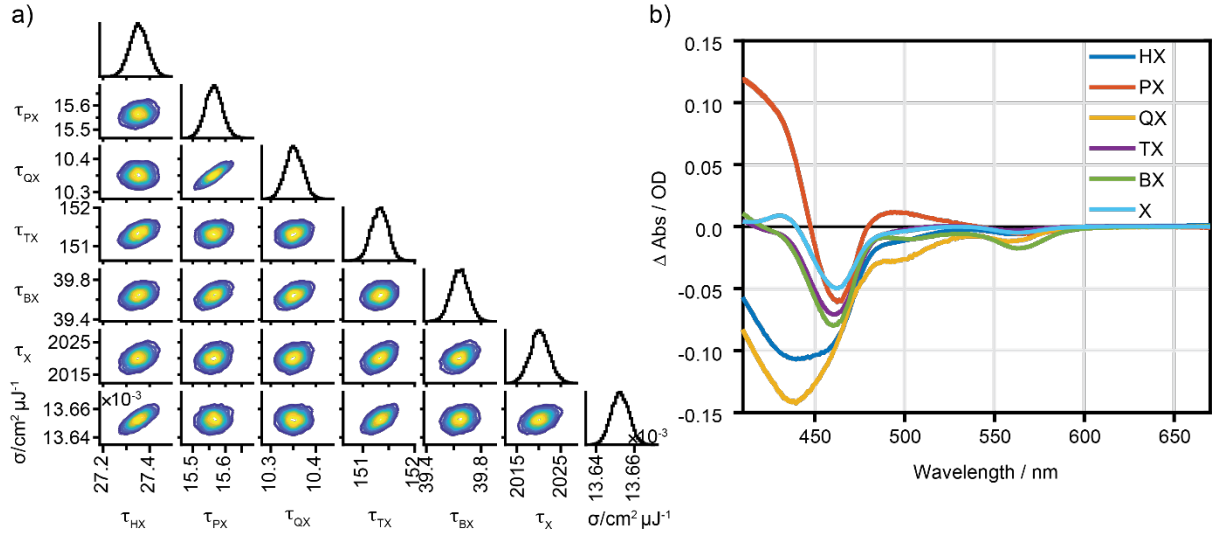 a)
τPX
15.6
15.5
τQX
10.4
10.3
τTX
152
151
τBX
39.8
39.4
τX
2025
2015
σ/cm² µJ⁻¹
×10⁻³
13.66
13.64
×10⁻³
27.2
27.4
15.5
15.6
10.3
10.4
151
152
39.4
39.8
2015
2025
13.64
13.66
τHX
τPX
τQX
τTX
τBX
τX
σ/cm² µJ⁻¹
b)
0.15
0.10
0.05
0.0
-0.05
-0.10
-0.15
Δ Abs / OD
HX
PX
QX
TX
BX
X
450
500
550
600
650
Wavelength / nm